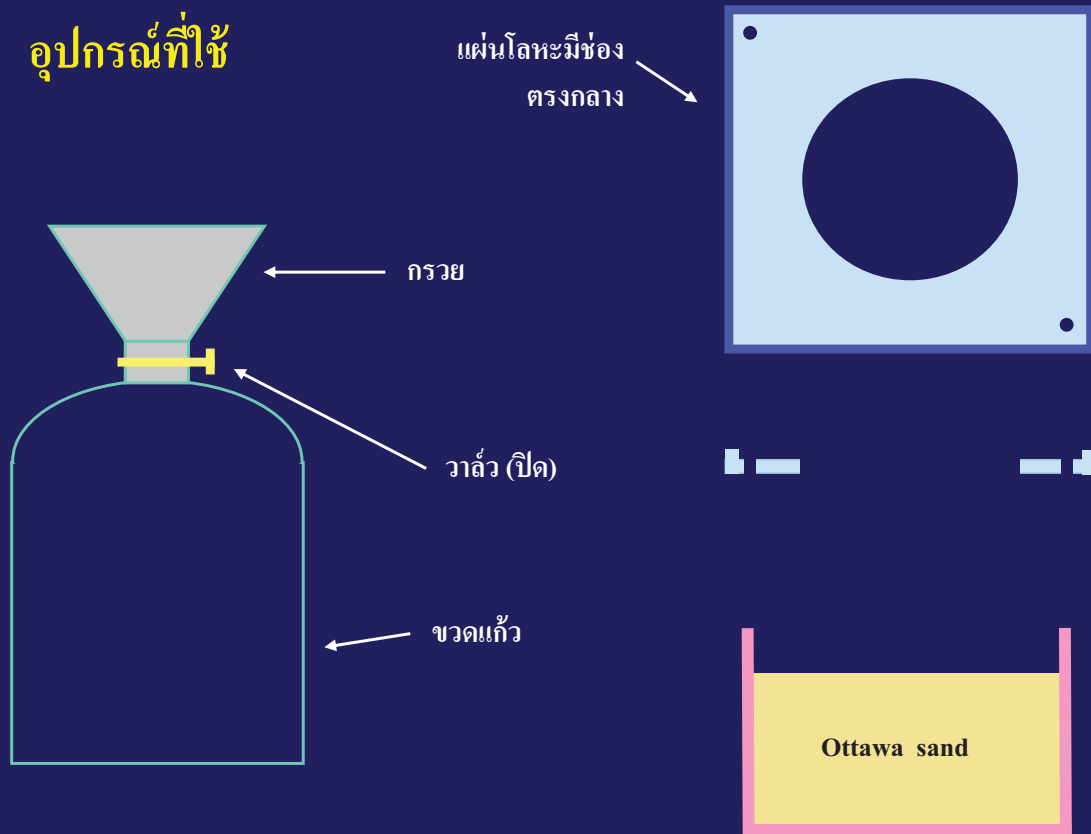 อุปกรณ์ที่ใช้
แผ่นโลหะมีช่อง
ตรงกลาง
กรวย
วาล์ว (ปิด)
ขวดแก้ว
Ottawa sand